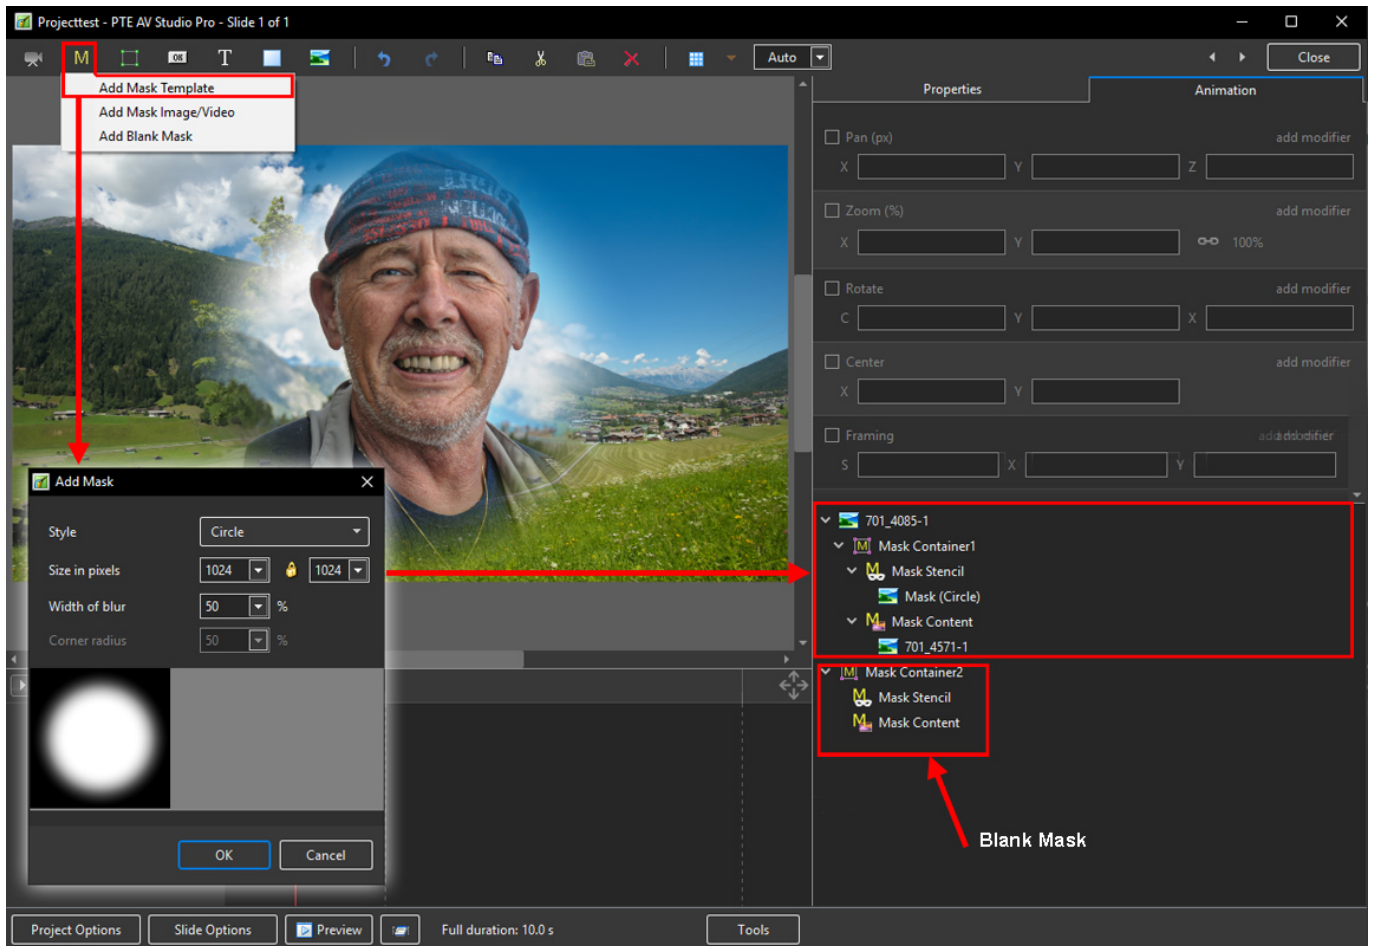 Projecttest - PTE AV Studio Pro - Slide 1 of 1
M OK T Auto Close
Add Mask Template
Add Mask Image/Video
Add Blank Mask
Properties Animation
Pan (px) add modifier
X Y Z
Zoom (%) add modifier
X Y 100%
Rotate add modifier
C Y X
Center add modifier
X Y
Framing
S X Y
Add Mask
Style Circle
Size in pixels 1024 1024
Width of blur 50 %
Corner radius 50 %
OK Cancel
701_4085-1
Mask Container1
Mask Stencil
Mask (Circle)
Mask Content
701_4571-1
Mask Container2
Mask Stencil
Mask Content
Blank Mask
Project Options Slide Options Preview Full duration: 10.0 s Tools